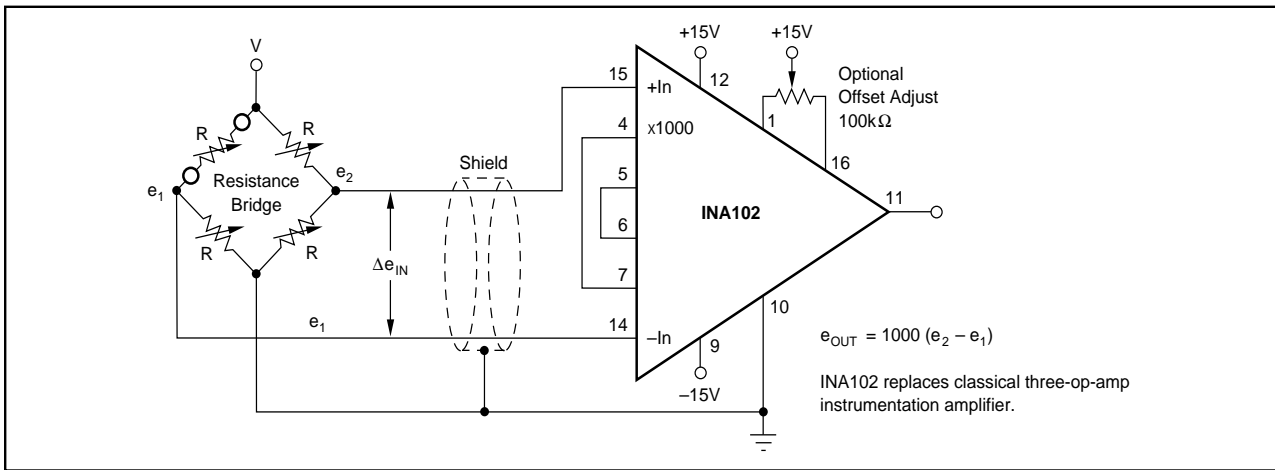 V
R
R
e1
Resistance
Bridge
e2
R
R
ΔeIN
e1
Shield
+15V
12
+15V
Optional
Offset Adjust
100kΩ
1
16
15
+In
4
x1000
5
6
7
14
–In
INA102
11
10
9
–15V
eOUT = 1000 (e2 – e1)
INA102 replaces classical three-op-amp
instrumentation amplifier.